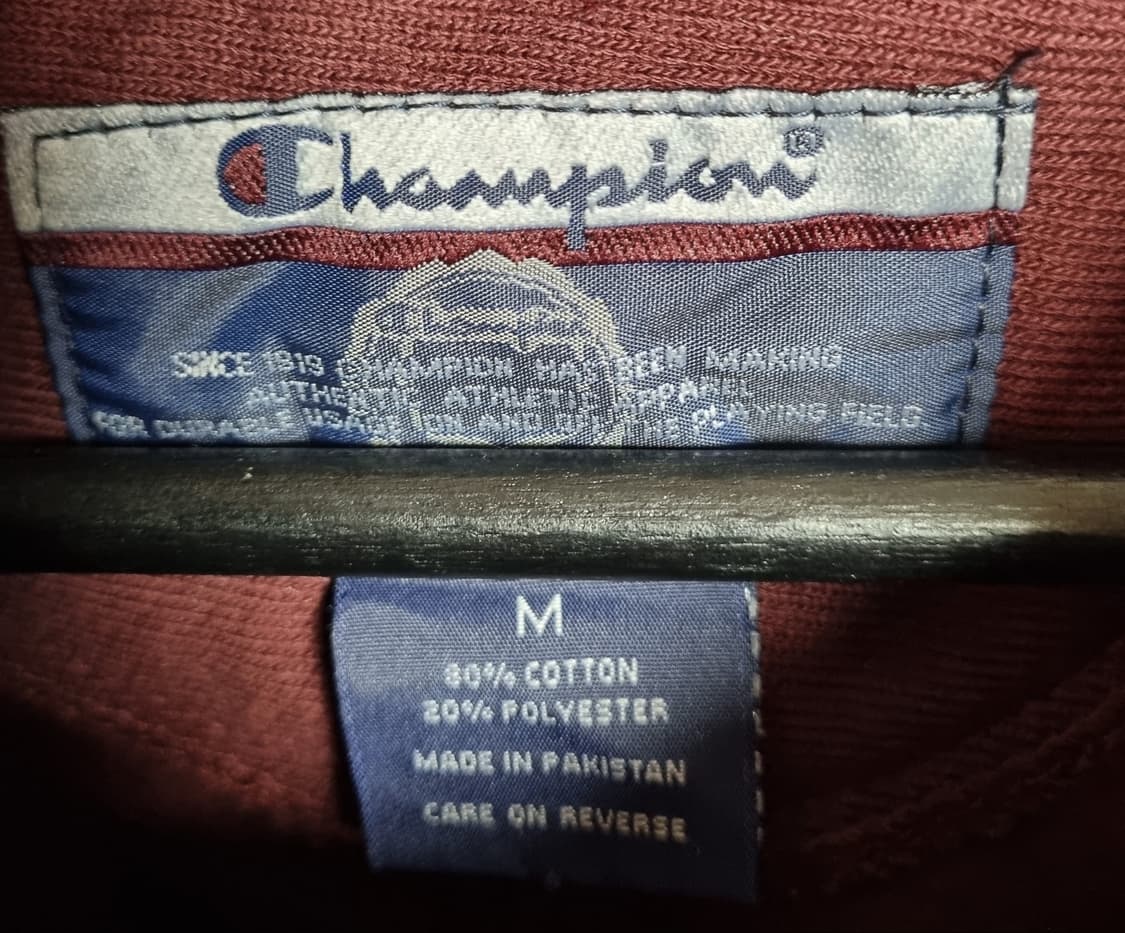 Champion®
SINCE 1919 CHAMPION HAS BEEN MAKING
AUTHENTIC ATHLETIC APPAREL
FOR DURABLE USAGE ON AND OFF THE PLAYING FIELD
M
80% COTTON
20% POLYESTER
MADE IN PAKISTAN
CARE ON REVERSE